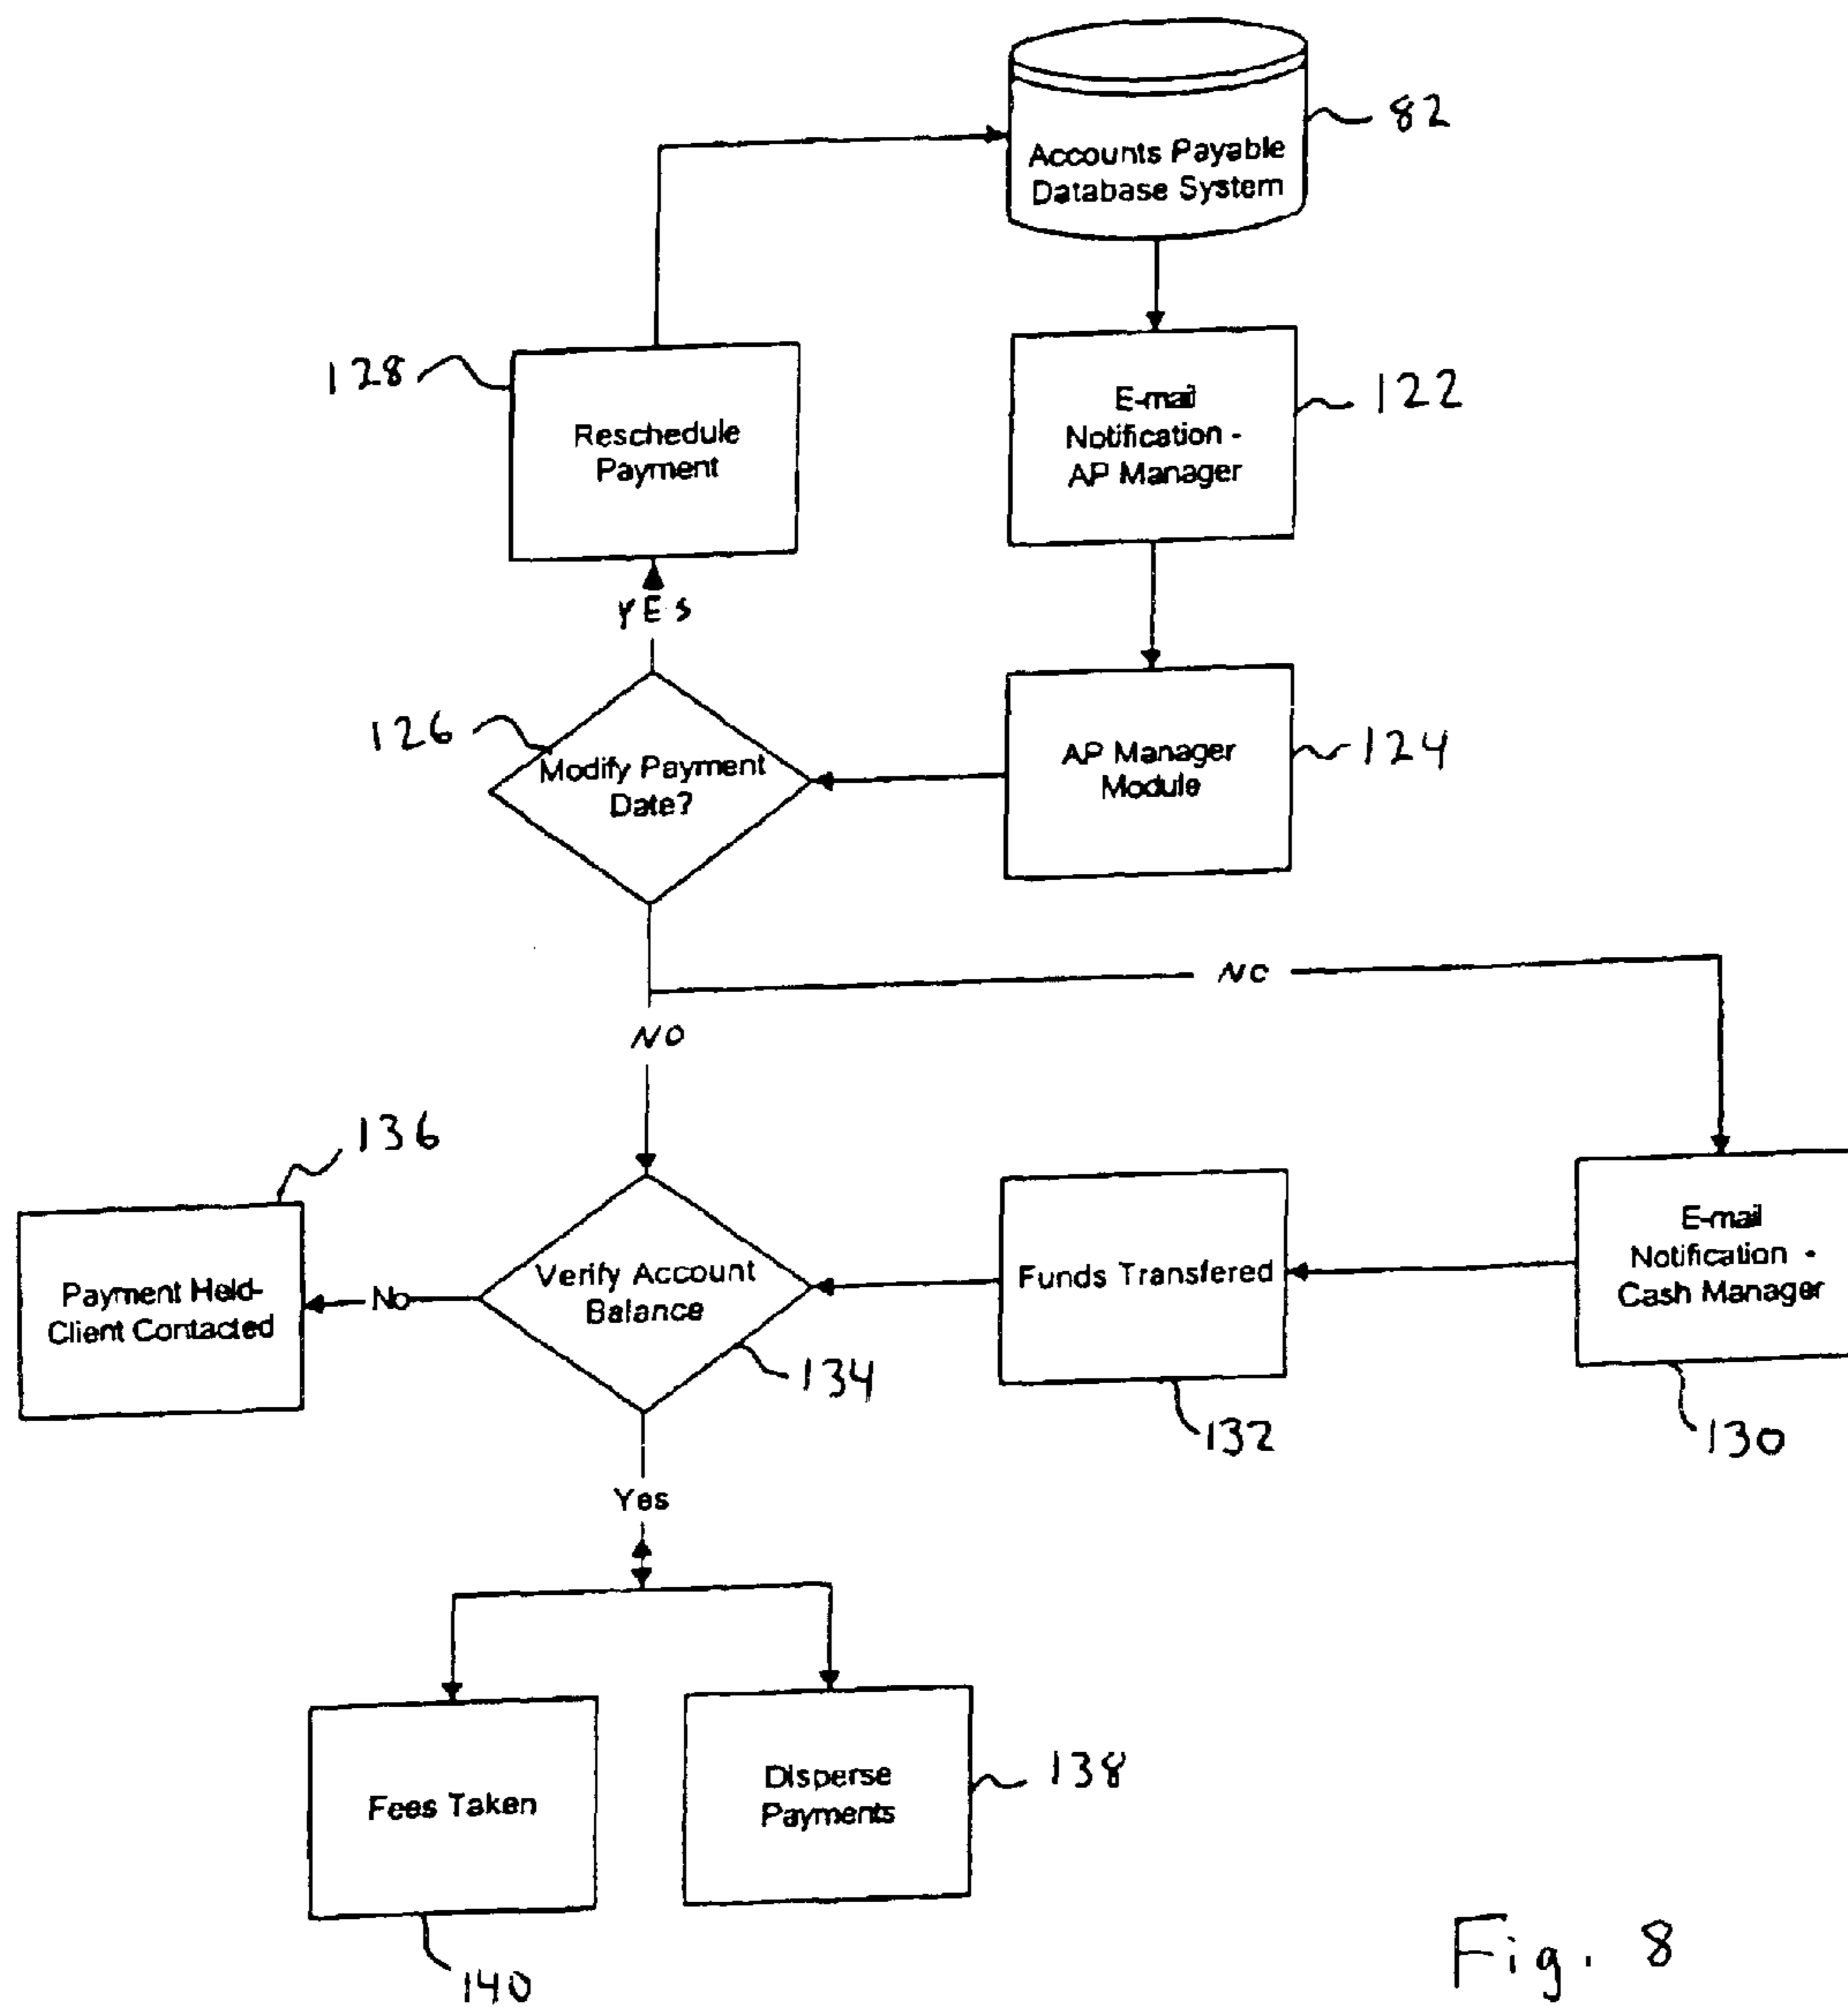 82
Accounts Payable
Database System
128
Reschedule
Payment
E-mail
Notification -
AP Manager
122
YES
126
Modify Payment
Date?
AP Manager
Module
124
NO
NO
136
Payment Held-
Client Contacted
No
Verify Account
Balance
134
Funds Transfered
132
E-mail
Notification -
Cash Manager
130
Yes
Fees Taken
140
Disperse
Payments
138
Fig. 8